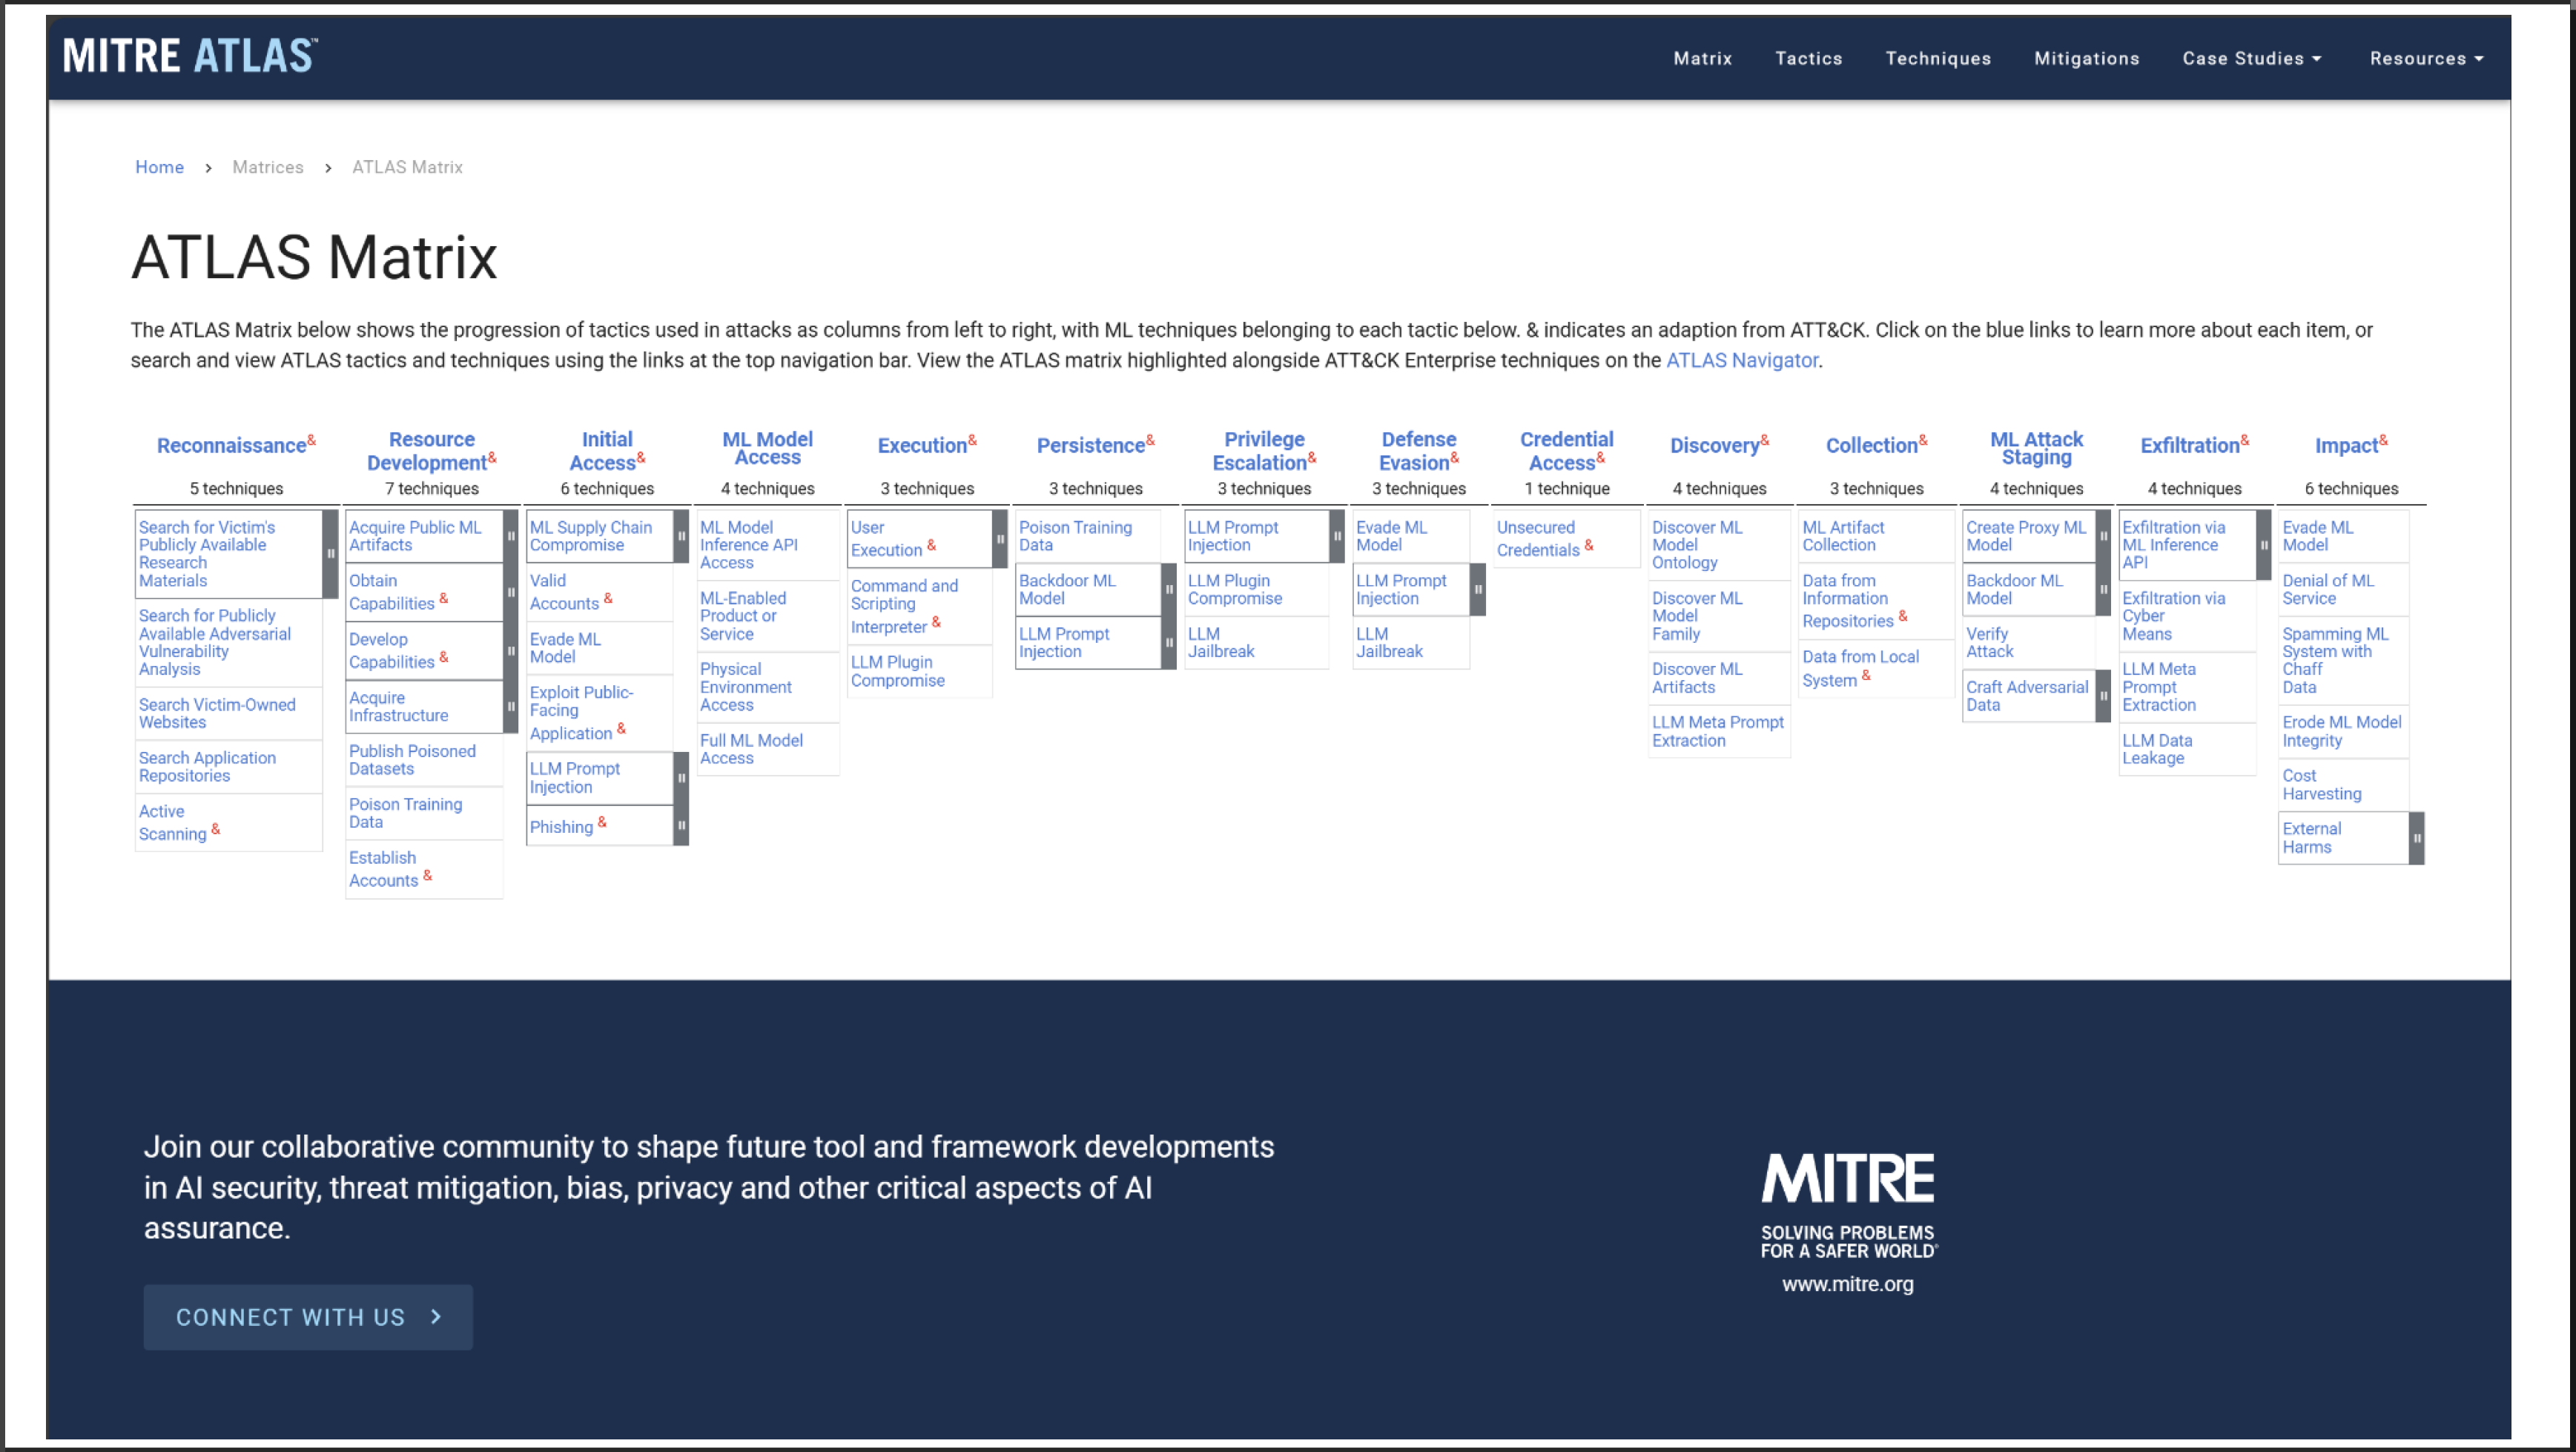 MITRE ATLAS™
Matrix Tactics Techniques Mitigations Case Studies Resources
Home > Matrices > ATLAS Matrix
ATLAS Matrix
The ATLAS Matrix below shows the progression of tactics used in attacks as columns from left to right, with ML techniques belonging to each tactic below. & indicates an adaption from ATT&CK. Click on the blue links to learn more about each item, or
search and view ATLAS tactics and techniques using the links at the top navigation bar. View the ATLAS matrix highlighted alongside ATT&CK Enterprise techniques on the ATLAS Navigator.
Reconnaissance&
5 techniques
Search for Victim's
Publicly Available
Research
Materials
Search for Publicly
Available Adversarial
Vulnerability
Analysis
Search Victim-Owned
Websites
Search Application
Repositories
Active
Scanning &
Resource
Development&
7 techniques
Acquire Public ML
Artifacts
Obtain
Capabilities &
Develop
Capabilities &
Acquire
Infrastructure
Publish Poisoned
Datasets
Poison Training
Data
Establish
Accounts &
Initial
Access&
6 techniques
ML Supply Chain
Compromise
Valid
Accounts &
Evade ML
Model
Exploit Public-
Facing
Application &
LLM Prompt
Injection
Phishing &
ML Model
Access
4 techniques
ML Model
Inference API
Access
ML-Enabled
Product or
Service
Physical
Environment
Access
Full ML Model
Access
Execution&
3 techniques
User
Execution &
Command and
Scripting
Interpreter &
LLM Plugin
Compromise
Persistence&
3 techniques
Poison Training
Data
Backdoor ML
Model
LLM Prompt
Injection
Privilege
Escalation&
3 techniques
LLM Prompt
Injection
LLM Plugin
Compromise
LLM
Jailbreak
Defense
Evasion&
3 techniques
Evade ML
Model
LLM Prompt
Injection
LLM
Jailbreak
Credential
Access&
1 technique
Unsecured
Credentials &
Discovery&
4 techniques
Discover ML
Model
Ontology
Discover ML
Model
Family
Discover ML
Artifacts
LLM Meta Prompt
Extraction
Collection&
3 techniques
ML Artifact
Collection
Data from
Information
Repositories &
Data from Local
System &
ML Attack
Staging
4 techniques
Create Proxy ML
Model
Backdoor ML
Model
Verify
Attack
Craft Adversarial
Data
Exfiltration&
4 techniques
Exfiltration via
ML Inference
API
Exfiltration via
Cyber
Means
LLM Meta
Prompt
Extraction
LLM Data
Leakage
Impact&
6 techniques
Evade ML
Model
Denial of ML
Service
Spamming ML
System with
Chaff
Data
Erode ML Model
Integrity
Cost
Harvesting
External
Harms
Join our collaborative community to shape future tool and framework developments
in AI security, threat mitigation, bias, privacy and other critical aspects of AI
assurance.
CONNECT WITH US >
MITRE
SOLVING PROBLEMS
FOR A SAFER WORLD®
www.mitre.org